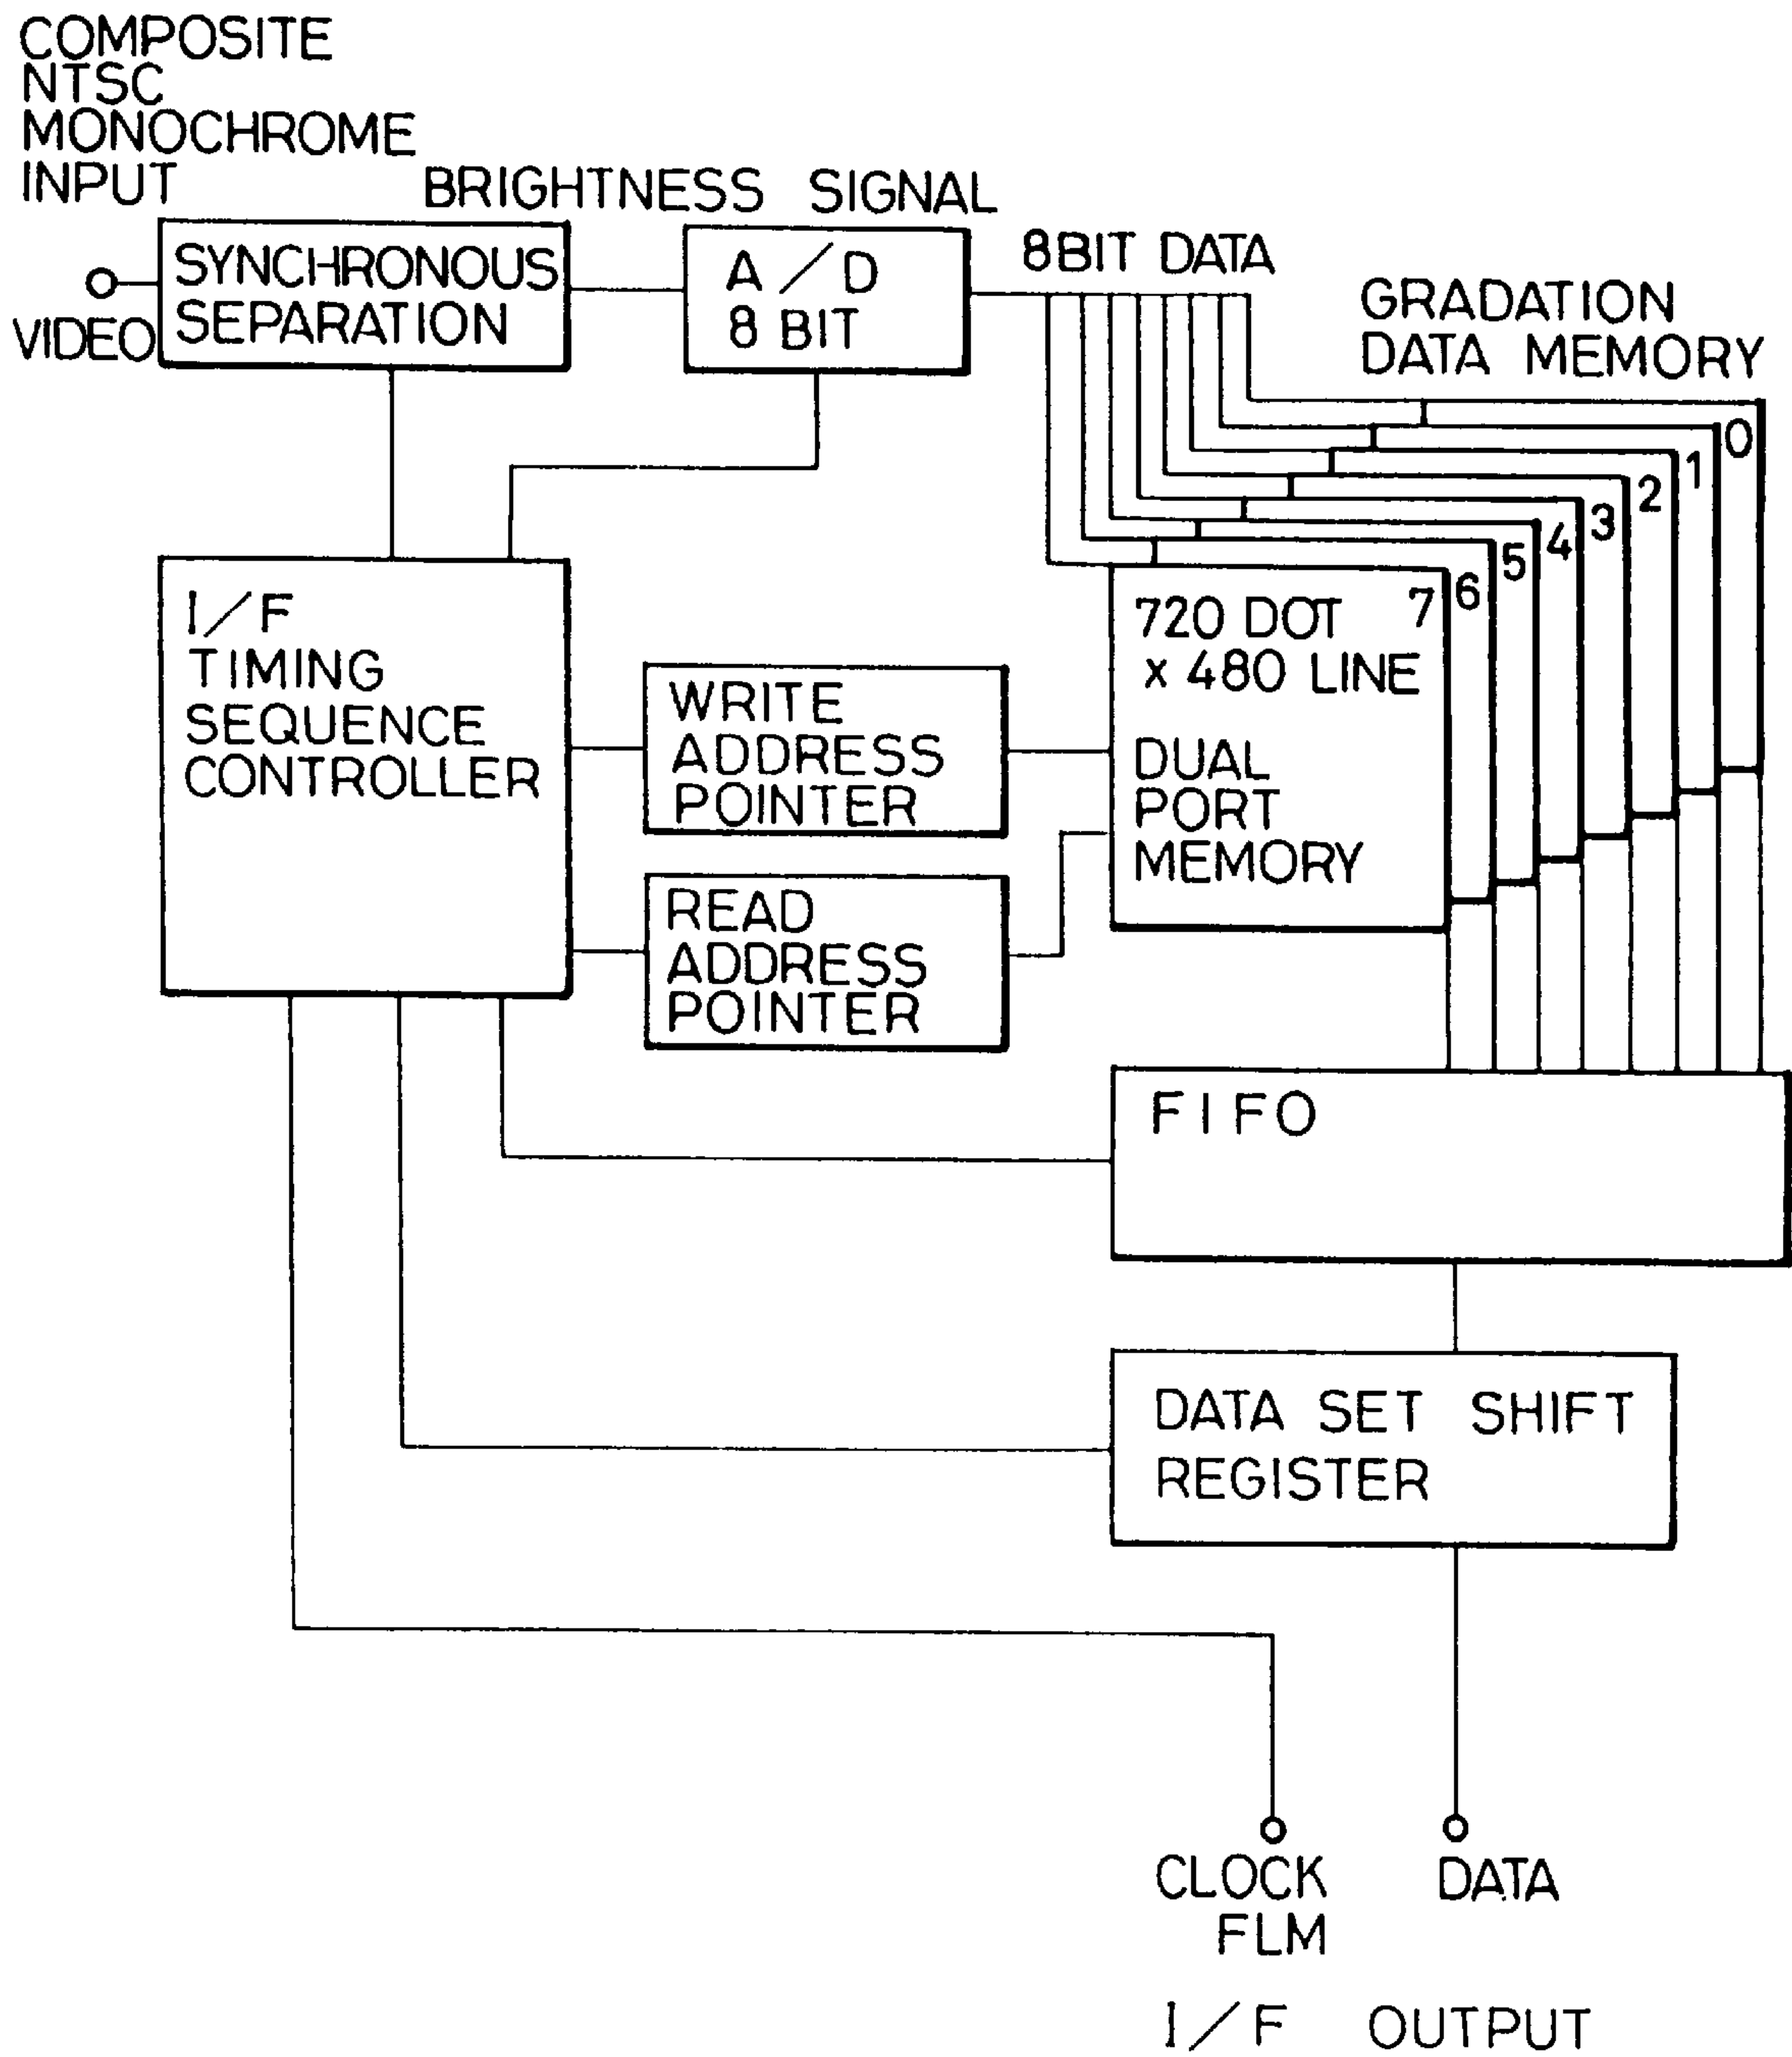 COMPOSITE
NTSC
MONOCHROME
INPUT
BRIGHTNESS SIGNAL
SYNCHRONOUS
SEPARATION
VIDEO
A/D
8 BIT
8BIT DATA
GRADATION
DATA MEMORY
0
1
2
3
4
5
6
7
720 DOT
x 480 LINE
DUAL
PORT
MEMORY
I/F
TIMING
SEQUENCE
CONTROLLER
WRITE
ADDRESS
POINTER
READ
ADDRESS
POINTER
FIFO
DATA SET SHIFT
REGISTER
CLOCK
FLM
DATA
I/F OUTPUT